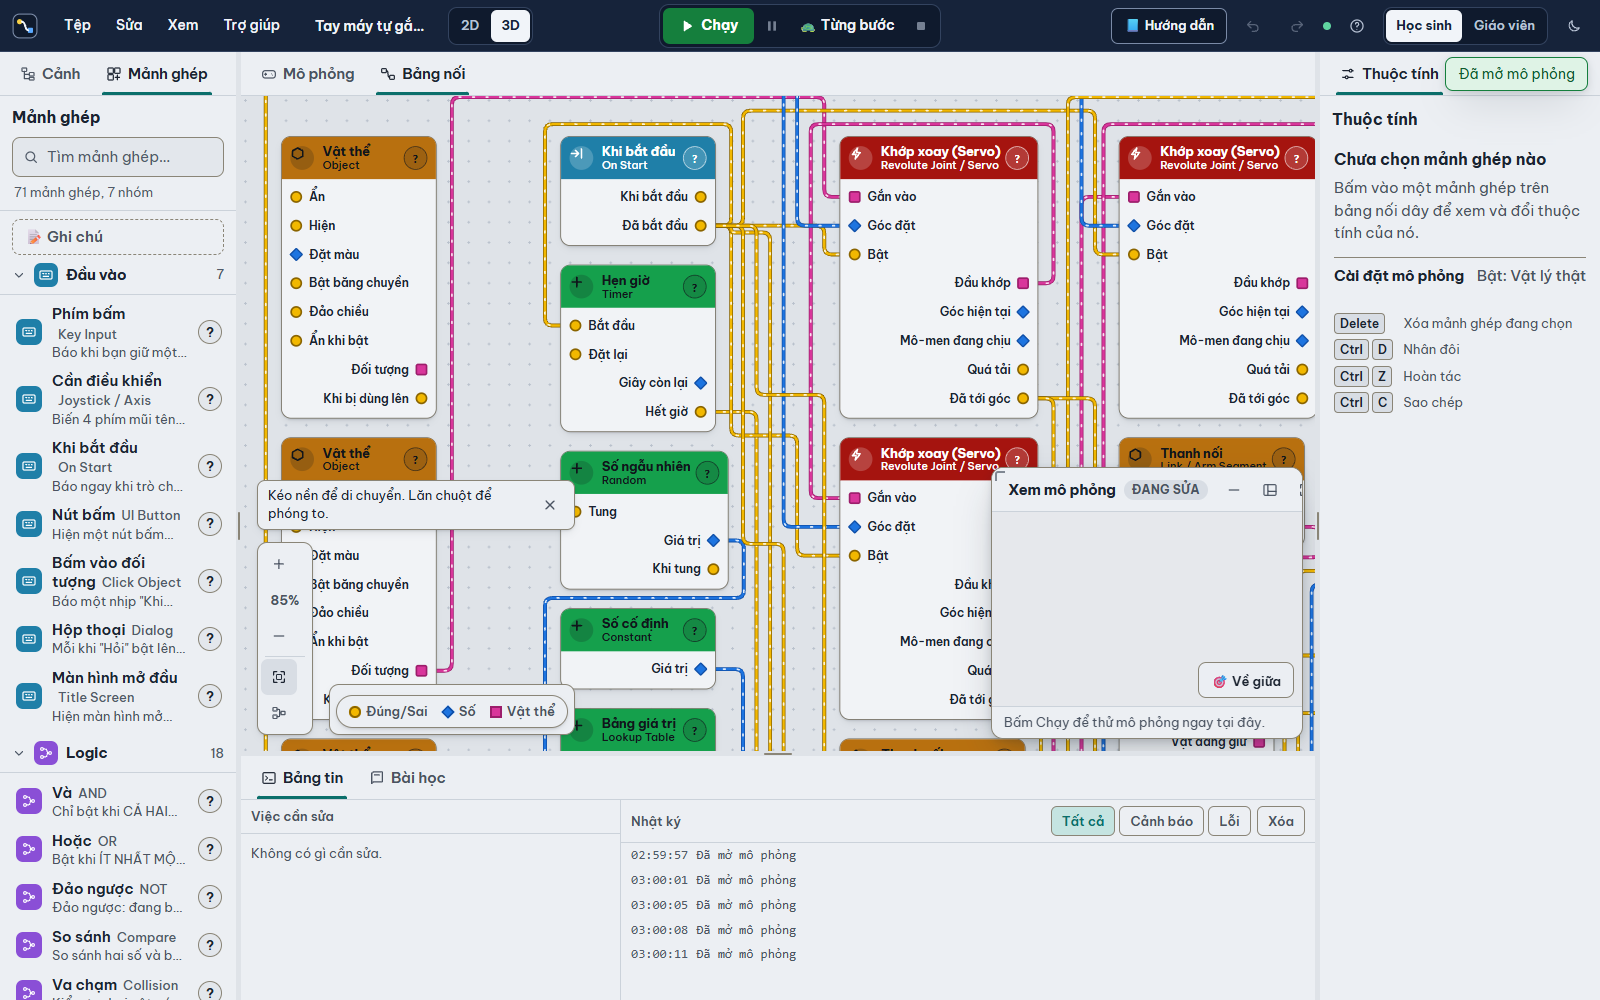 Tệp Sửa Xem Trợ giúp Tay máy tự gắ... 2D 3D Chạy Từng bước Hướng dẫn Học sinh Giáo viên
Cảnh Mảnh ghép
Mảnh ghép
Tìm mảnh ghép...
71 mảnh ghép, 7 nhóm
Ghi chú
Đầu vào 7
Phím bấm
Key Input
Báo khi bạn giữ một...
?
Cần điều khiển
Joystick / Axis
Biến 4 phím mũi tên...
?
Khi bắt đầu
On Start
Báo ngay khi trò ch...
?
Nút bấm UI Button
Hiện một nút bấm...
?
Bấm vào đối
tượng Click Object
Báo một nhịp "Khi...
?
Hộp thoại Dialog
Mỗi khi "Hỏi" bật lên...
?
Màn hình mở đầu
Title Screen
Hiện màn hình mở...
?
Logic 18
Và AND
Chỉ bật khi CẢ HAI...
?
Hoặc OR
Bật khi ÍT NHẤT MỘ...
?
Đảo ngược NOT
Đảo ngược: đang b...
?
So sánh Compare
So sánh hai số và b...
?
Va chạm Collision
?
Mô phỏng Bảng nối
Vật thể
Object
?
Ẩn
Hiện
Đặt màu
Bật băng chuyền
Đảo chiều
Ẩn khi bật
Đối tượng
Khi bị dùng lên
Vật thể
Object
?
Đặt màu
Bật băng chuyền
Đảo chiều
Ẩn khi bật
Đối tượng
Kéo nền để di chuyển. Lăn chuột để
phóng to.
+
85%
−
Đúng/Sai Số Vật thể
Khi bắt đầu
On Start
?
Khi bắt đầu
Đã bắt đầu
Hẹn giờ
Timer
?
Bắt đầu
Đặt lại
Giây còn lại
Hết giờ
Số ngẫu nhiên
Random
?
Tung
Giá trị
Khi tung
Số cố định
Constant
?
Giá trị
Bảng giá trị
Lookup Table
?
Khớp xoay (Servo)
Revolute Joint / Servo
?
Gắn vào
Góc đặt
Bật
Đầu khớp
Góc hiện tại
Mô-men đang chịu
Quá tải
Đã tới góc
Khớp xoay (Servo)
Revolute Joint / Servo
?
Gắn vào
Góc đặt
Bật
Đầu kh
Góc hiện
Mô-men đang c
Quá
Đã tới g
Khớp xoay (Servo)
Revolute Joint / Servo
?
Gắn vào
Góc đặt
Bật
Đầu khớp
Góc hiện tại
Mô-men đang chịu
Quá tải
Đã tới góc
Thanh nối
Link / Arm Segment
?
Xem mô phỏng ĐANG SỬA
Về giữa
Bấm Chạy để thử mô phỏng ngay tại đây.
Vật đang giữ
Bảng tin Bài học
Việc cần sửa
Không có gì cần sửa.
Nhật ký Tất cả Cảnh báo Lỗi Xóa
02:59:57 Đã mở mô phỏng
03:00:01 Đã mở mô phỏng
03:00:05 Đã mở mô phỏng
03:00:08 Đã mở mô phỏng
03:00:11 Đã mở mô phỏng
Thuộc tính Đã mở mô phỏng
Thuộc tính
Chưa chọn mảnh ghép nào
Bấm vào một mảnh ghép trên
bảng nối dây để xem và đổi thuộc
tính của nó.
Cài đặt mô phỏng Bật: Vật lý thật
Delete Xóa mảnh ghép đang chọn
Ctrl D Nhân đôi
Ctrl Z Hoàn tác
Ctrl C Sao chép